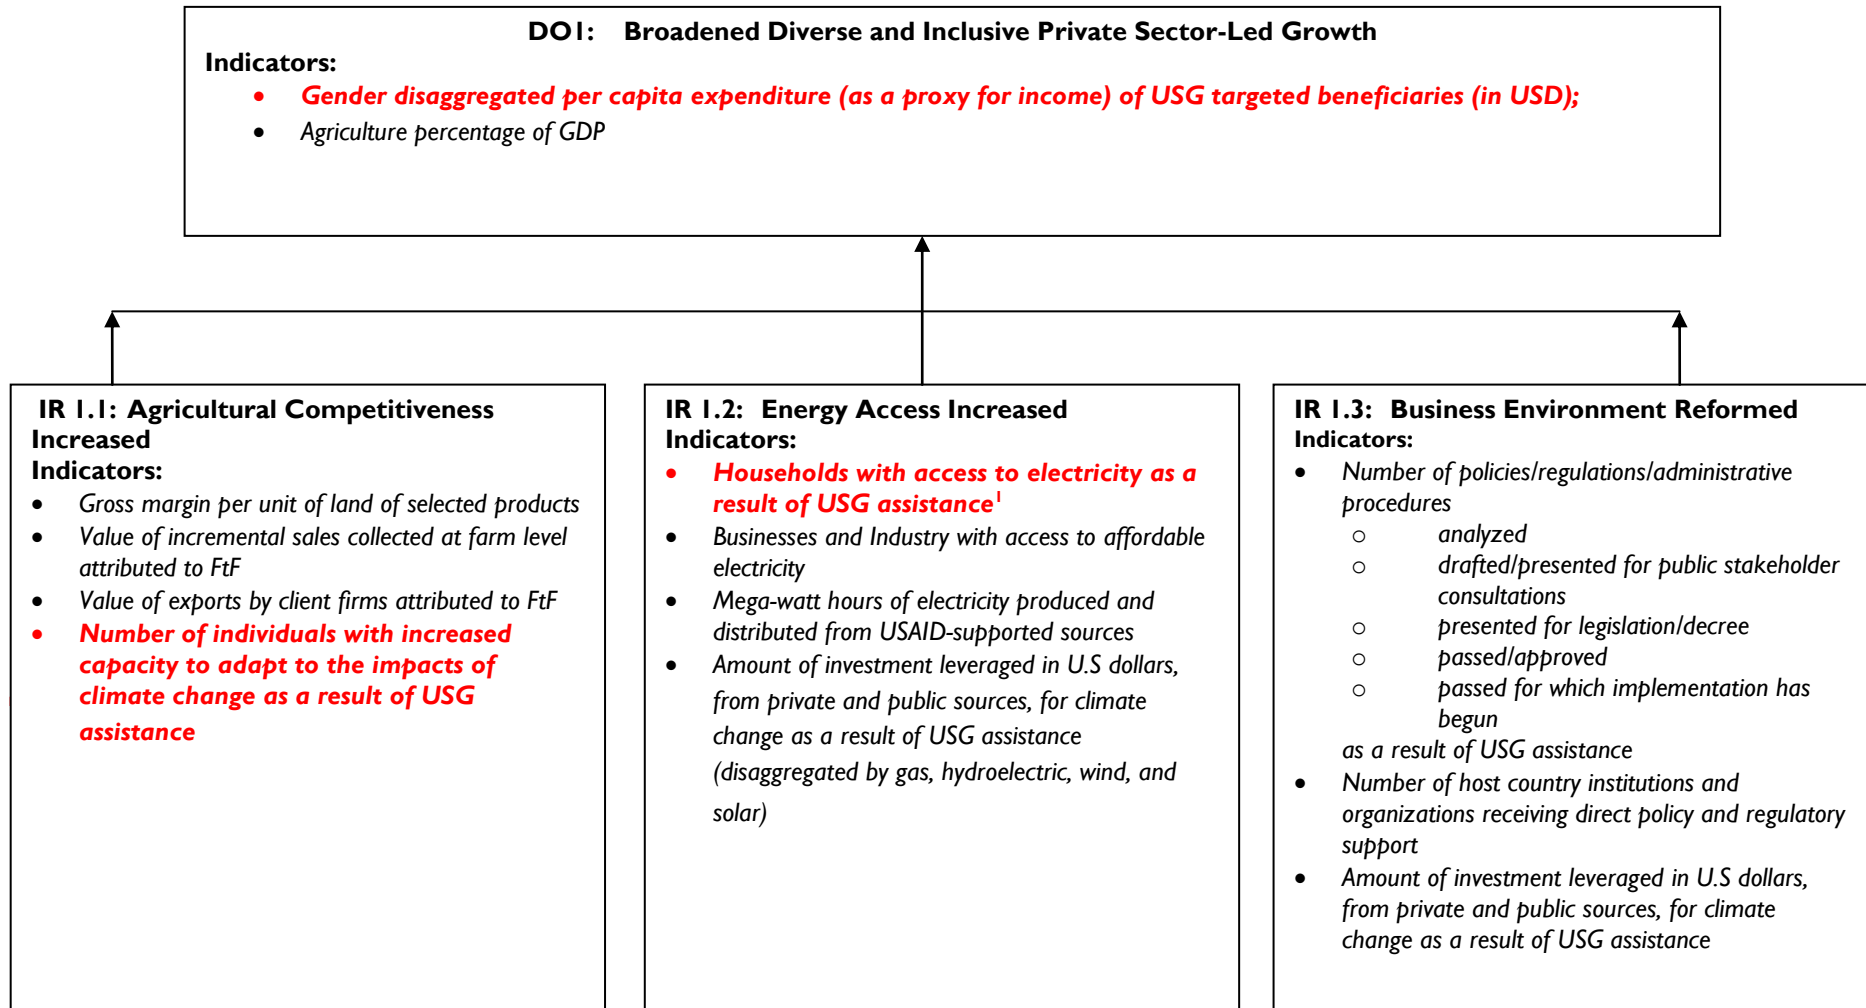 DO1: Broadened Diverse and Inclusive Private Sector-Led Growth
Indicators:
• Gender disaggregated per capita expenditure (as a proxy for income) of USG targeted beneficiaries (in USD);
• Agriculture percentage of GDP
IR 1.1: Agricultural Competitiveness
Increased
Indicators:
• Gross margin per unit of land of selected products
• Value of incremental sales collected at farm level
attributed to FtF
• Value of exports by client firms attributed to FtF
• Number of individuals with increased
capacity to adapt to the impacts of
climate change as a result of USG
assistance
IR 1.2: Energy Access Increased
Indicators:
• Households with access to electricity as a
result of USG assistance¹
• Businesses and Industry with access to affordable
electricity
• Mega-watt hours of electricity produced and
distributed from USAID-supported sources
• Amount of investment leveraged in U.S dollars,
from private and public sources, for climate
change as a result of USG assistance
(disaggregated by gas, hydroelectric, wind, and
solar)
IR 1.3: Business Environment Reformed
Indicators:
• Number of policies/regulations/administrative
procedures
o analyzed
o drafted/presented for public stakeholder
consultations
o presented for legislation/decree
o passed/approved
o passed for which implementation has
begun
as a result of USG assistance
• Number of host country institutions and
organizations receiving direct policy and regulatory
support
• Amount of investment leveraged in U.S dollars,
from private and public sources, for climate
change as a result of USG assistance